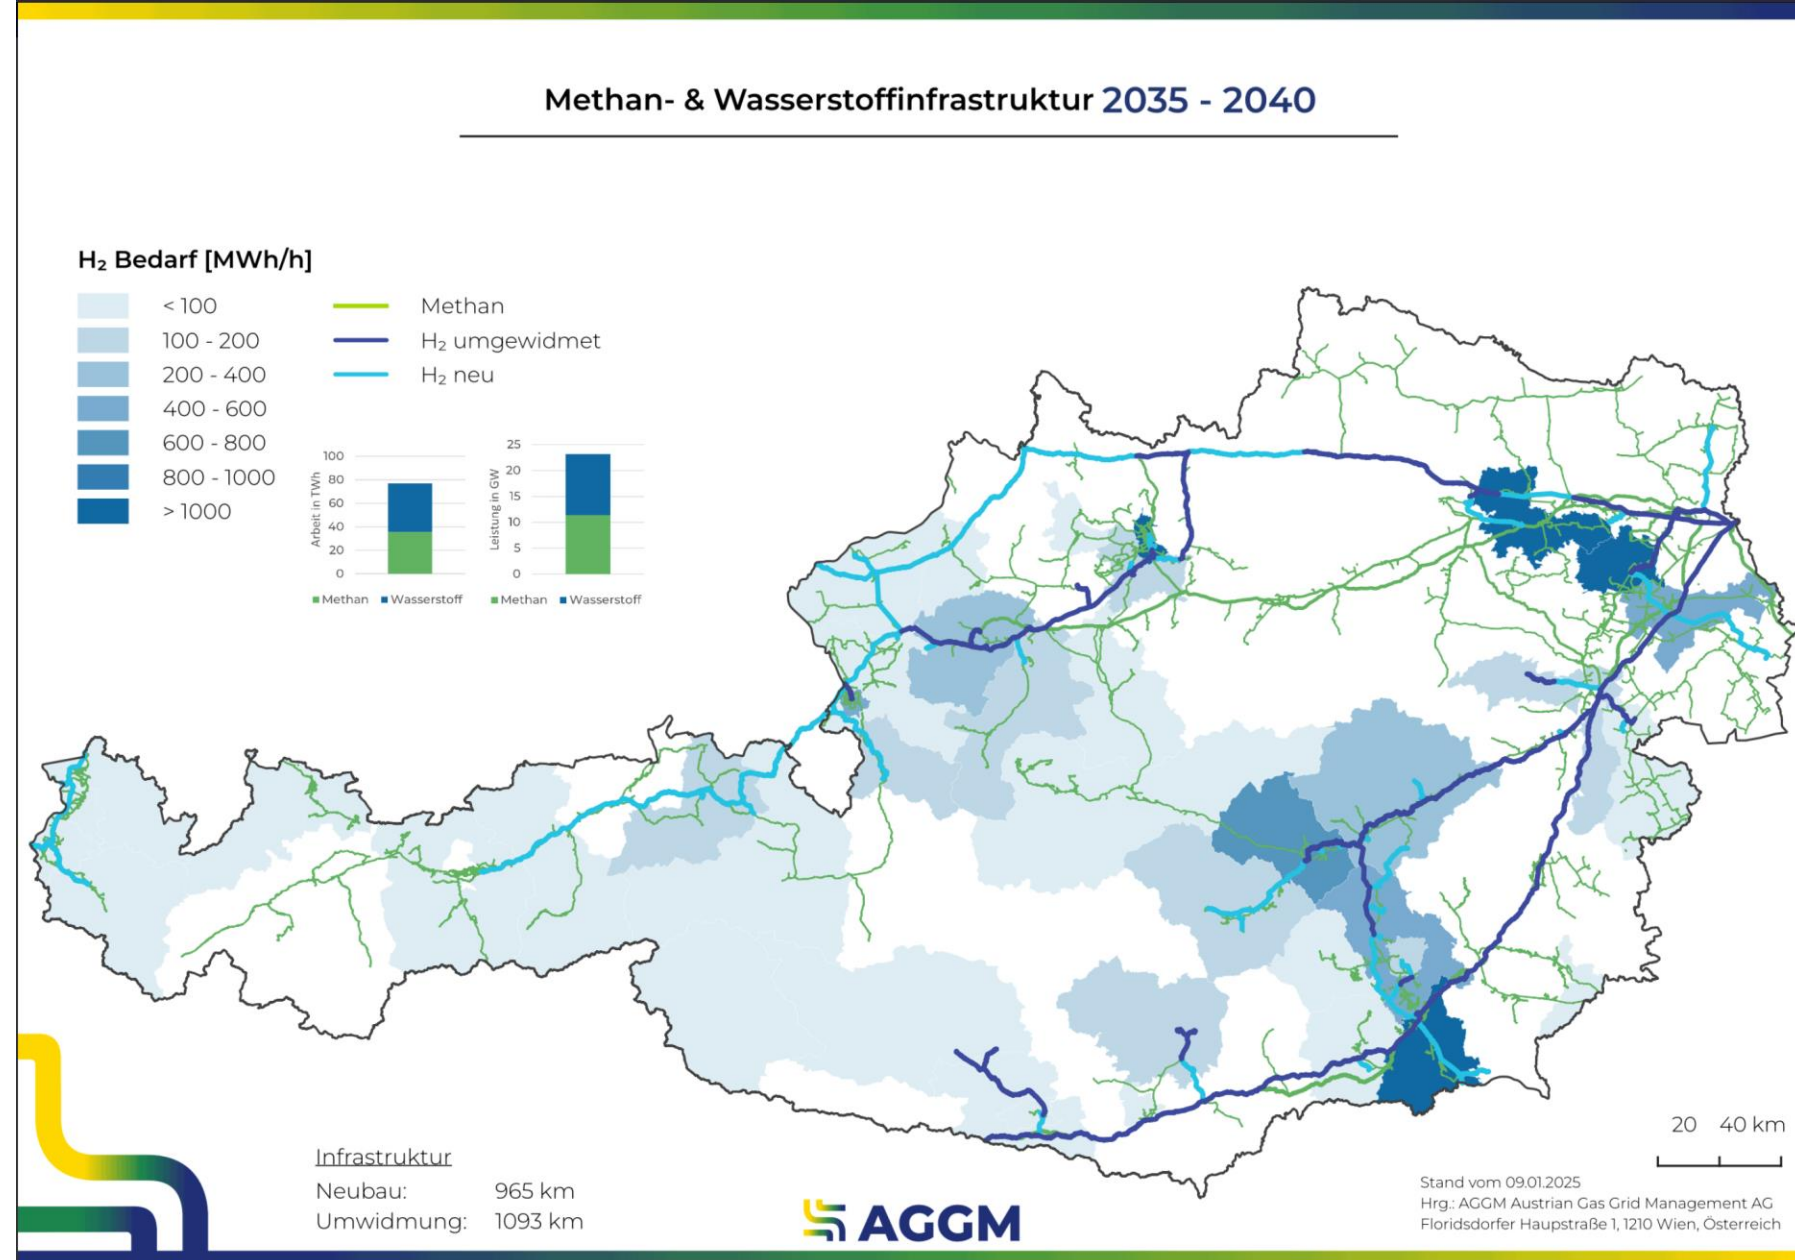 Methan- & Wasserstoffinfrastruktur 2035 - 2040
H₂ Bedarf [MWh/h]
< 100
100 - 200
200 - 400
400 - 600
600 - 800
800 - 1000
> 1000
Methan
H₂ umgewidmet
H₂ neu
Arbeit in TWh
100
80
60
40
20
0
Methan Wasserstoff
Leistung in GW
25
20
15
10
5
0
Methan Wasserstoff
Infrastruktur
Neubau: 965 km
Umwidmung: 1093 km
AGGM
20 40 km
Stand vom 09.01.2025
Hrg.: AGGM Austrian Gas Grid Management AG
Floridsdorfer Haupstraße 1, 1210 Wien, Österreich